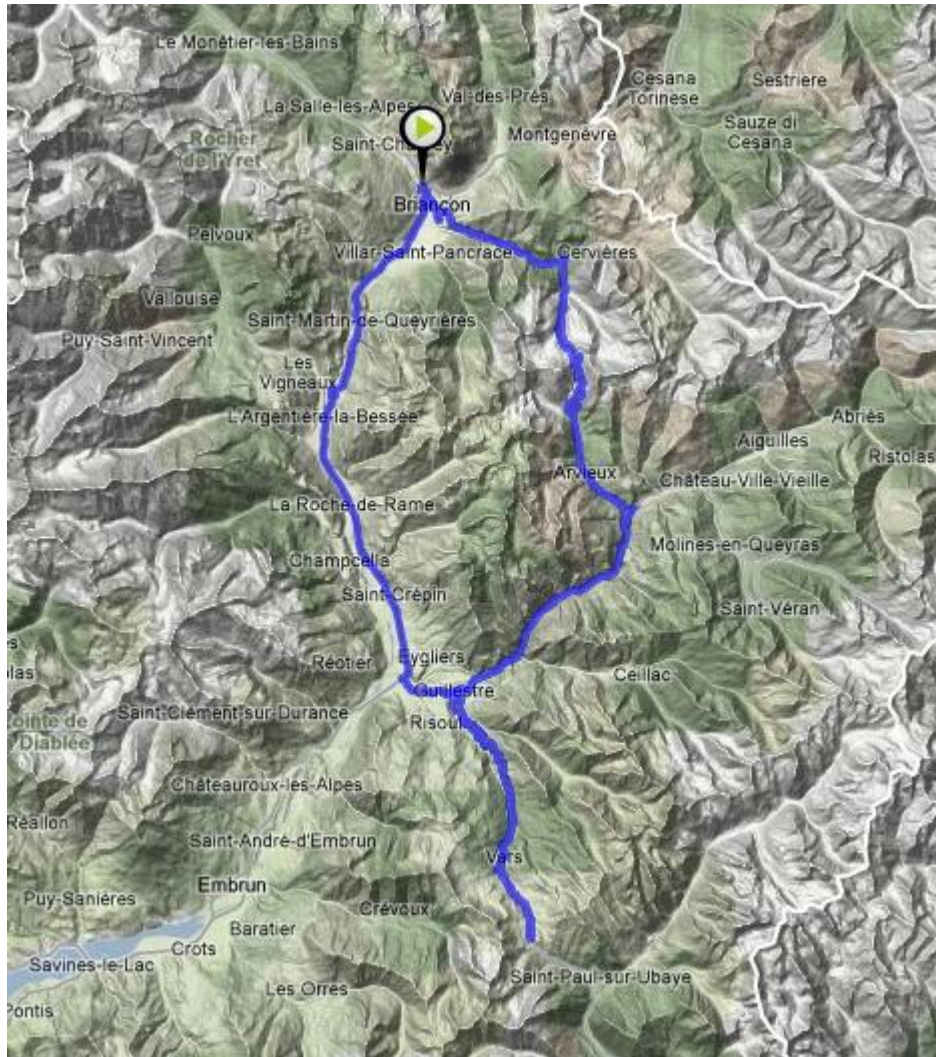 Le Monêtier-les-Bains
Cesana
Torinese
Sestriere
La Salle-les-Alpes
Val-des-Prés
Rocher
de l'Yret
Montgenèvre
Sauze di
Cesana
Briançon
Pelvoux
Villar-Saint-Pancrace
Cervières
Vallouise
Saint-Martin-de-Queyrières
Puy-Saint-Vincent
Les
Vigneaux
L'Argentière-la-Bessée
Abriès
Aiguilles
Ristolas
Arvieux
Château-Ville-Vieille
La Roche-de-Rame
Molines-en-Queyras
Champcella
Saint-Crépin
Saint-Véran
Réotier
Eygliers
Ceillac
Guillestre
Saint-Clément-sur-Durance
Risoul
ointe de
Diablée
Châteauroux-les-Alpes
Réallon
Saint-André-d'Embrun
Vars
Embrun
Puy-Sanières
Crévoux
Baratier
Crots
Savines-le-Lac
Saint-Paul-sur-Ubaye
Les Orres
Pontis